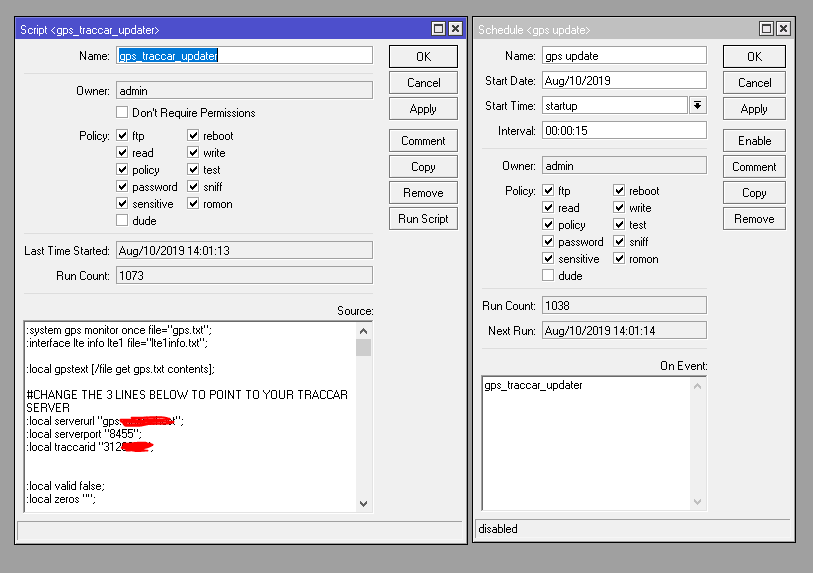 Script <gps_traccar_updater>
Name: gps_traccar_updater
OK
Cancel
Owner: admin
Apply
Don't Require Permissions
Policy: ftp reboot
Comment
read write
policy test
Copy
password sniff
Remove
sensitive romon
dude
Run Script
Last Time Started: Aug/10/2019 14:01:13
Run Count: 1073
Source:
:system gps monitor once file="gps.txt";
:interface lte info lte1 file="lte1info.txt";
:local gpstext [/file get gps.txt contents];
#CHANGE THE 3 LINES BELOW TO POINT TO YOUR TRACCAR
SERVER
:local serverurl "gps
:local serverport "8455";
:local traccarid "312
:local valid false;
:local zeros "";
Schedule <gps update>
Name: gps update
OK
Start Date: Aug/10/2019
Cancel
Start Time: startup
Apply
Interval: 00:00:15
Enable
Owner: admin
Comment
Policy: ftp reboot
Copy
read write
Remove
policy test
password sniff
sensitive romon
dude
Run Count: 1038
Next Run: Aug/10/2019 14:01:14
On Event:
gps_traccar_updater
disabled